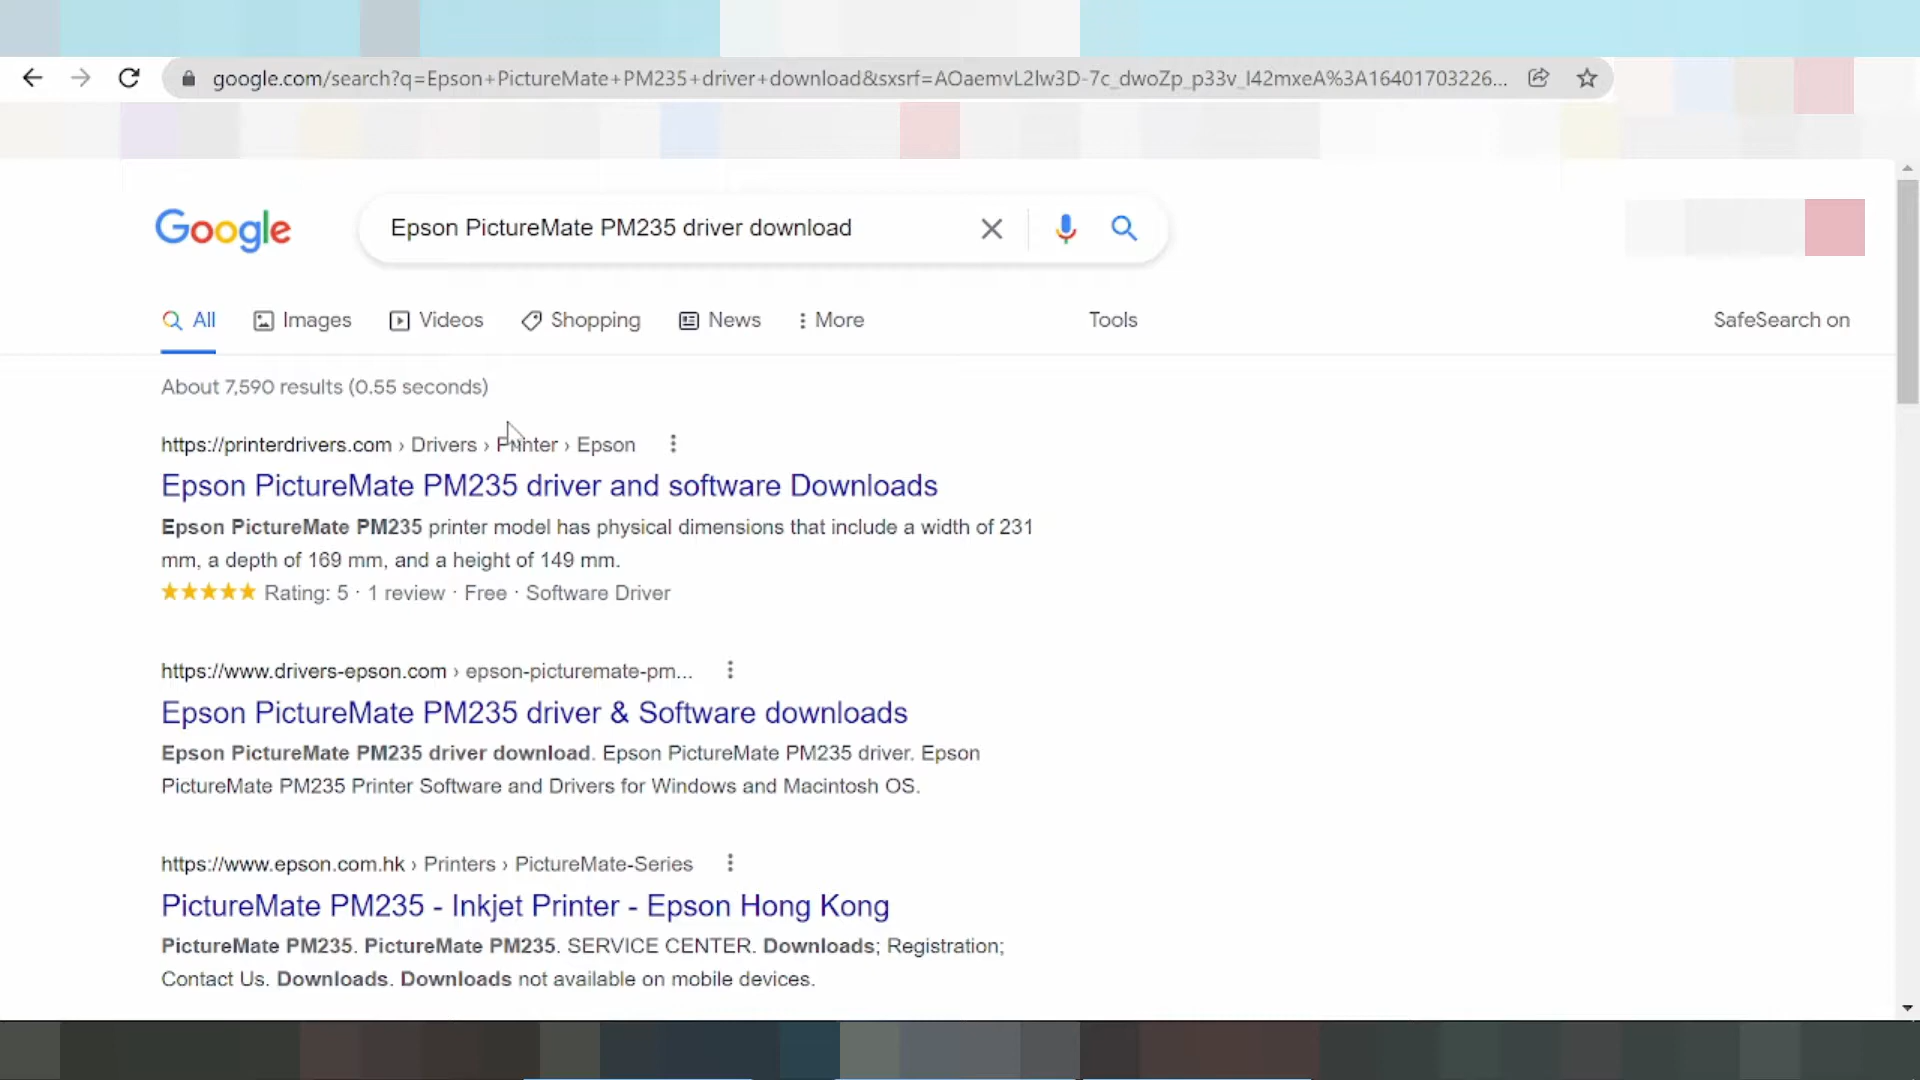 google.com/search?q=Epson+PictureMate+PM235+driver+download&sxsrf=AOaemvL2lw3D-7c_dwoZp_p33v_l42mxeA%3A16401703226...
Google
Epson PictureMate PM235 driver download
All Images Videos Shopping News More Tools SafeSearch on
About 7,590 results (0.55 seconds)
https://printerdrivers.com › Drivers › Printer › Epson
Epson PictureMate PM235 driver and software Downloads
Epson PictureMate PM235 printer model has physical dimensions that include a width of 231
mm, a depth of 169 mm, and a height of 149 mm.
★★★★★ Rating: 5 · 1 review · Free · Software Driver
https://www.drivers-epson.com › epson-picturemate-pm...
Epson PictureMate PM235 driver & Software downloads
Epson PictureMate PM235 driver download. Epson PictureMate PM235 driver. Epson
PictureMate PM235 Printer Software and Drivers for Windows and Macintosh OS.
https://www.epson.com.hk › Printers › PictureMate-Series
PictureMate PM235 - Inkjet Printer - Epson Hong Kong
PictureMate PM235. PictureMate PM235. SERVICE CENTER. Downloads; Registration;
Contact Us. Downloads. Downloads not available on mobile devices.